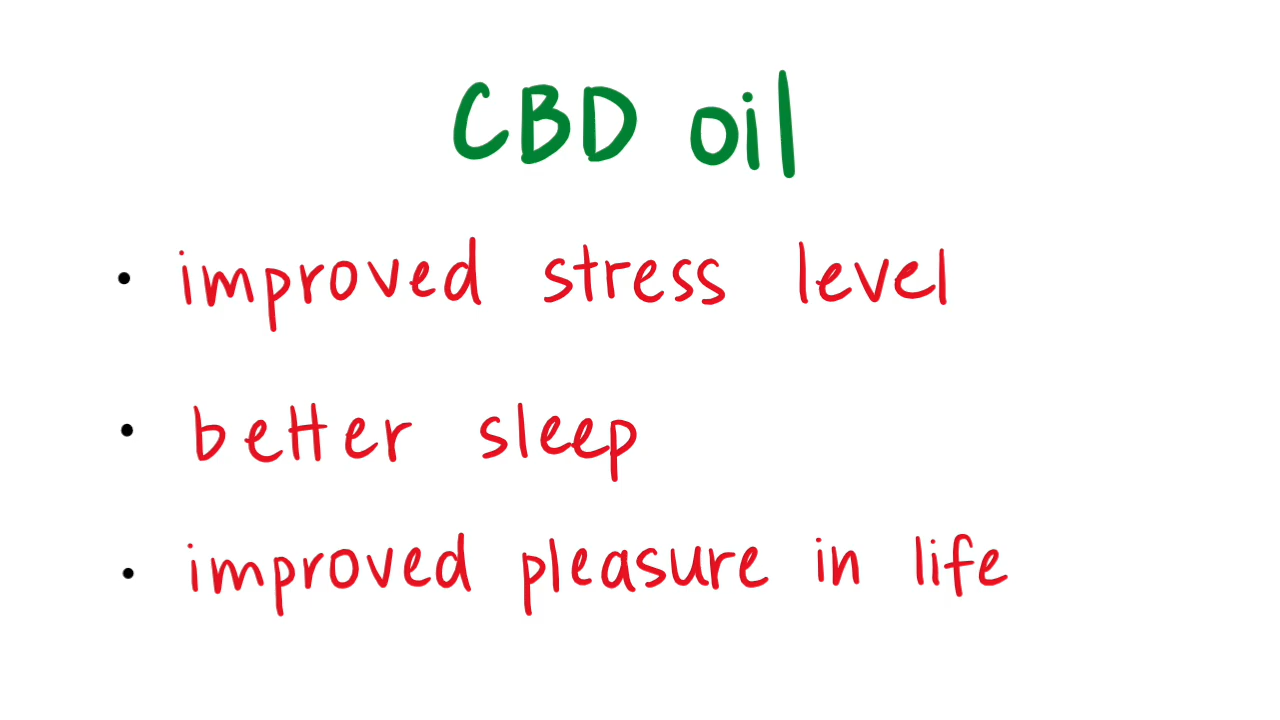 CBD oil
• improved stress level
• better sleep
• improved pleasure in life